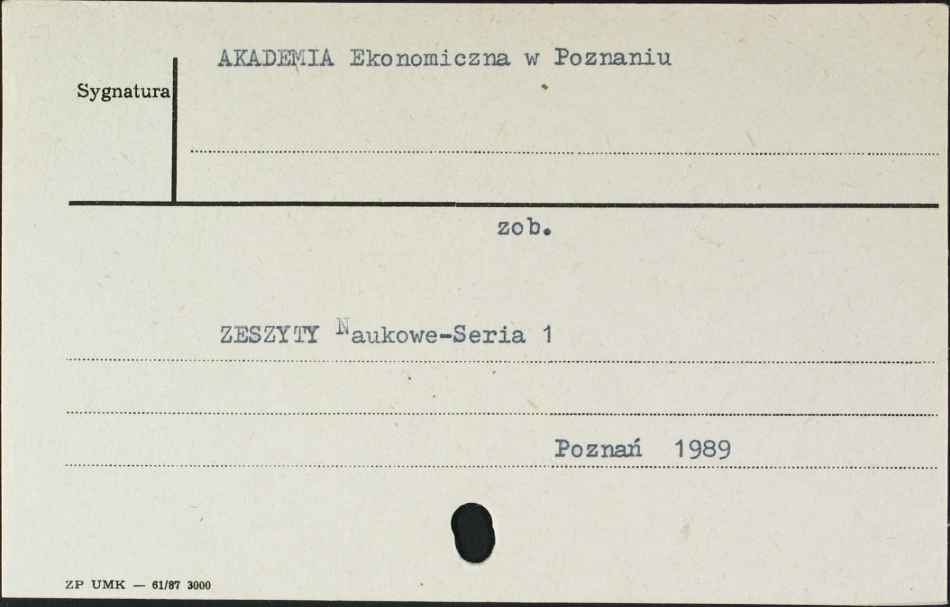 AKADEMIA Ekonomiczna w Poznaniu
Sygnatura
zob.
ZESZYTY Naukowe-Seria 1
Poznań 1989
ZP UMK — 61/87 3000